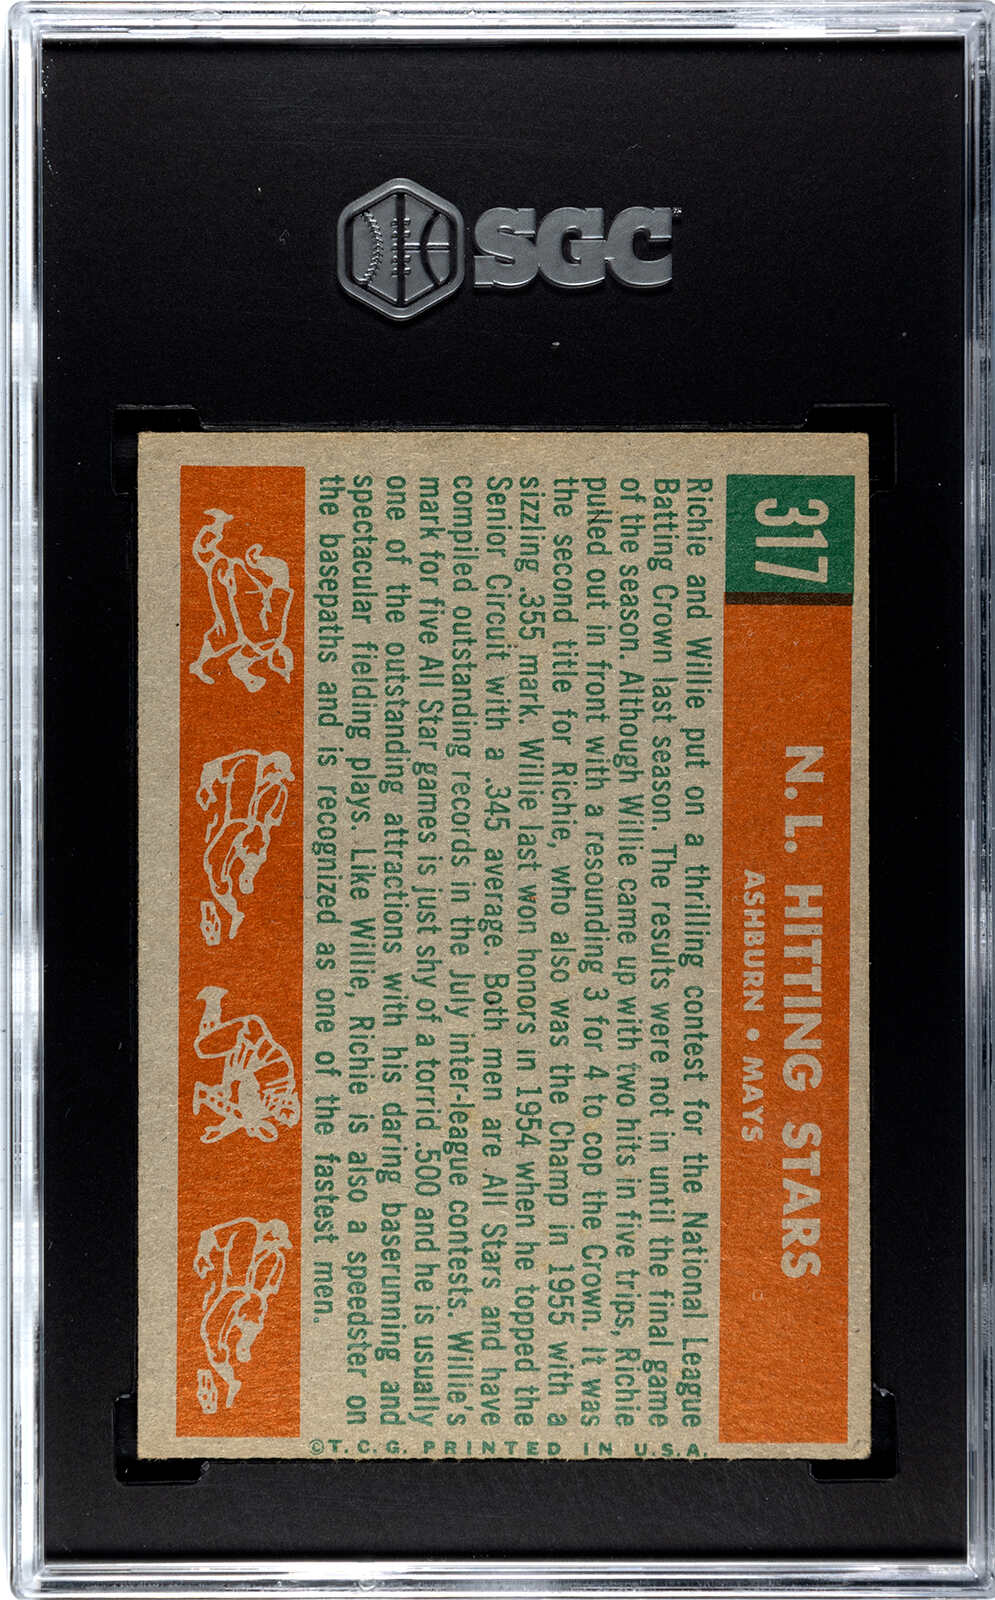 SGC
317
N. L. HITTING STARS
ASHBURN • MAYS
Richie and Willie put on a thrilling contest for the National League
Batting Crown last season. The results were not in until the final game
of the season. Although Willie came up with two hits in five trips, Richie
pulled out in front with a resounding 3 for 4 to cop the Crown. It was
the second title for Richie, who also was the Champ in 1955 with a
sizzling .355 mark. Willie last won honors in 1954 when he topped the
Senior Circuit with a .345 average. Both men are All Stars and have
compiled outstanding records in the July inter-league contests. Willie's
mark for five All Star games is just shy of a torrid .500 and he is usually
one of the outstanding attractions with his daring baserunning and
spectacular fielding plays. Like Willie, Richie is also a speedster on
the basepaths and is recognized as one of the fastest men.
©T.C.G. PRINTED IN U.S.A.